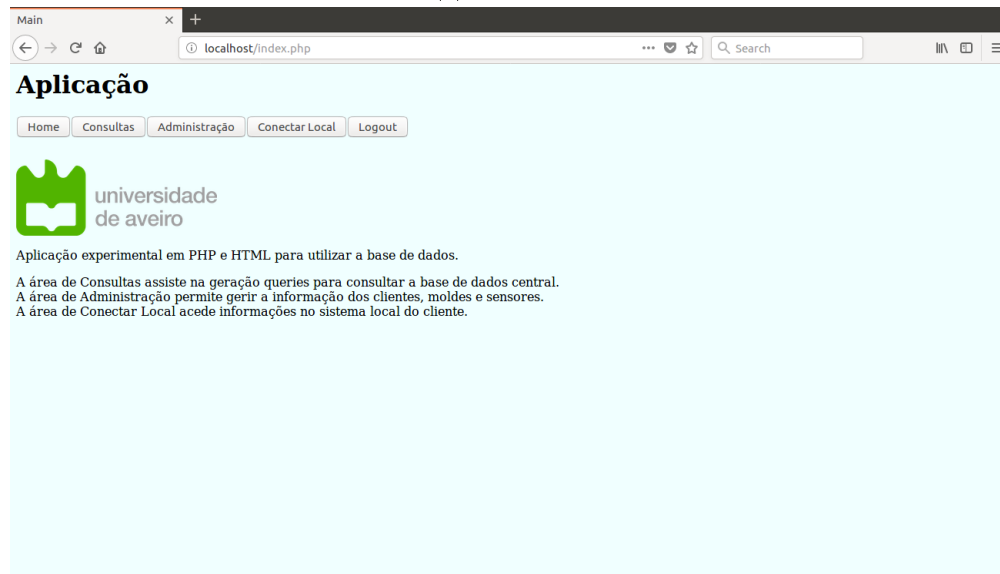 Main
localhost/index.php
Search
Aplicação
Home Consultas Administração Conectar Local Logout
universidade
de aveiro
Aplicação experimental em PHP e HTML para utilizar a base de dados.
A área de Consultas assiste na geração queries para consultar a base de dados central.
A área de Administração permite gerir a informação dos clientes, moldes e sensores.
A área de Conectar Local acede informações no sistema local do cliente.